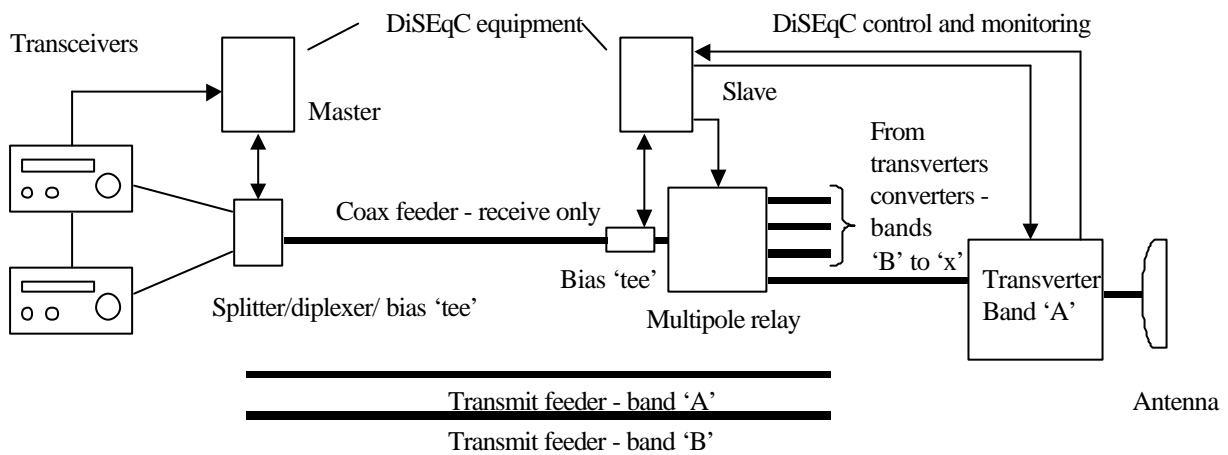 DiSEqC equipment
DiSEqC control and monitoring
Transceivers
Master
Slave
From
transverters
converters -
bands
‘B’ to ‘x’
Coax feeder - receive only
Bias ‘tee’
Splitter/diplexer/ bias ‘tee’
Multipole relay
Transverter
Band ‘A’
Transmit feeder - band ‘A’
Antenna
Transmit feeder - band ‘B’